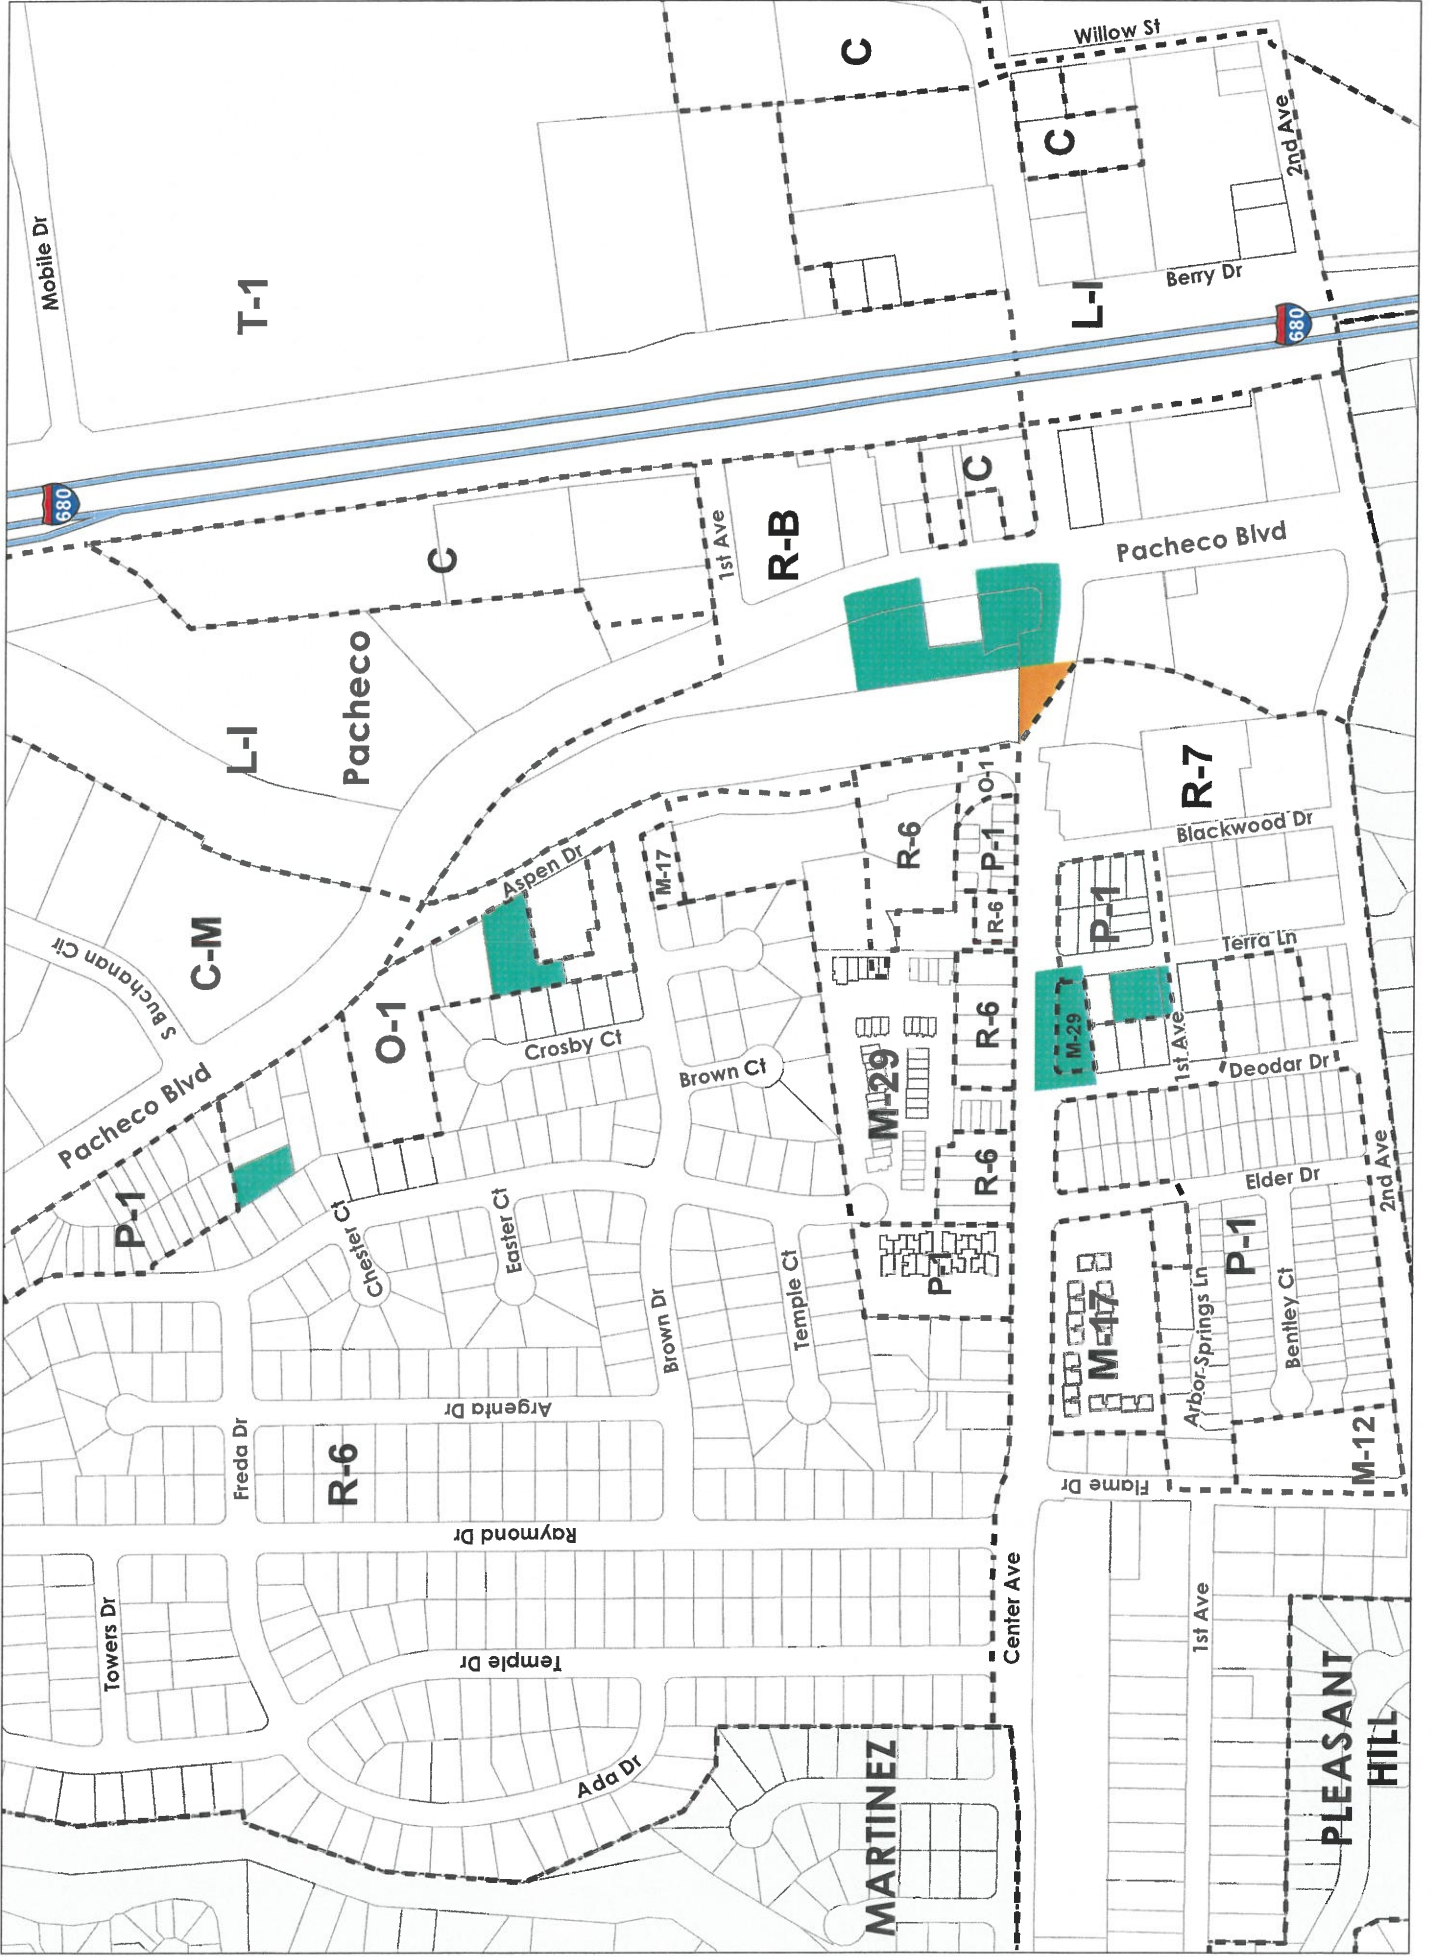 MARTINEZ
PLEASANT
HILL
Towers Dr
Ada Dr
Temple Dr
Center Ave
1st Ave
Raymond Dr
Freda Dr
R-6
Argenta Dr
Flame Dr
M-12
Brown Dr
Temple Ct
P-1
M-17
Arbor Springs Ln
Bentley Ct
P-1
P-1
Chester Ct
Easter Ct
R-6
Elder Dr
2nd Ave
Pacheco Blvd
O-1
Crosby Ct
Brown Ct
M-29
R-6
M-29
1st Ave
Deodar Dr
S Buchanan Cir
C-M
Aspen Dr
M-17
R-6
R-6
P-1
O-1
P-1
Terra Ln
Blackwood Dr
R-7
L-I
Pacheco
C
1st Ave
R-B
C
Pacheco Blvd
680
680
Mobile Dr
T-1
L-I
Berry Dr
C
C
Willow St
2nd Ave